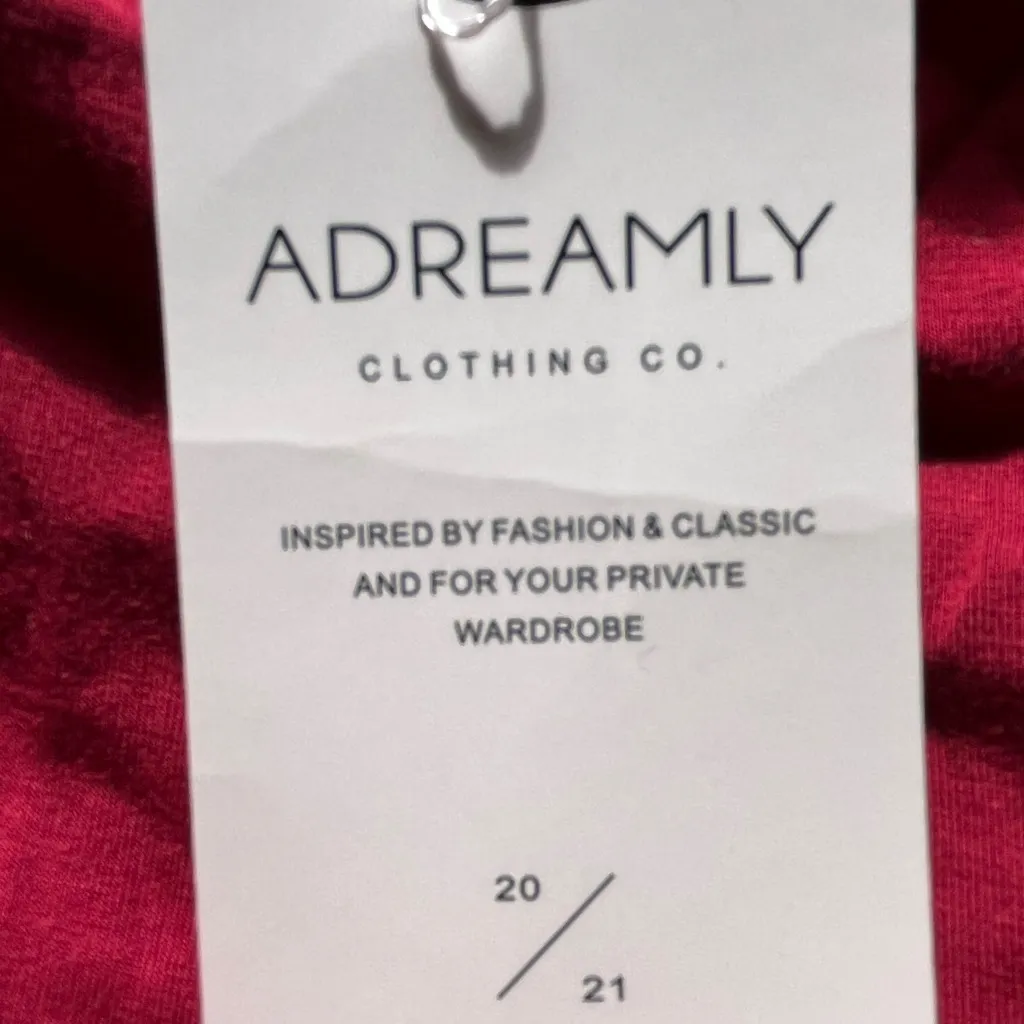 ADREAMLY
CLOTHING CO.
INSPIRED BY FASHION & CLASSIC
AND FOR YOUR PRIVATE
WARDROBE
20
21